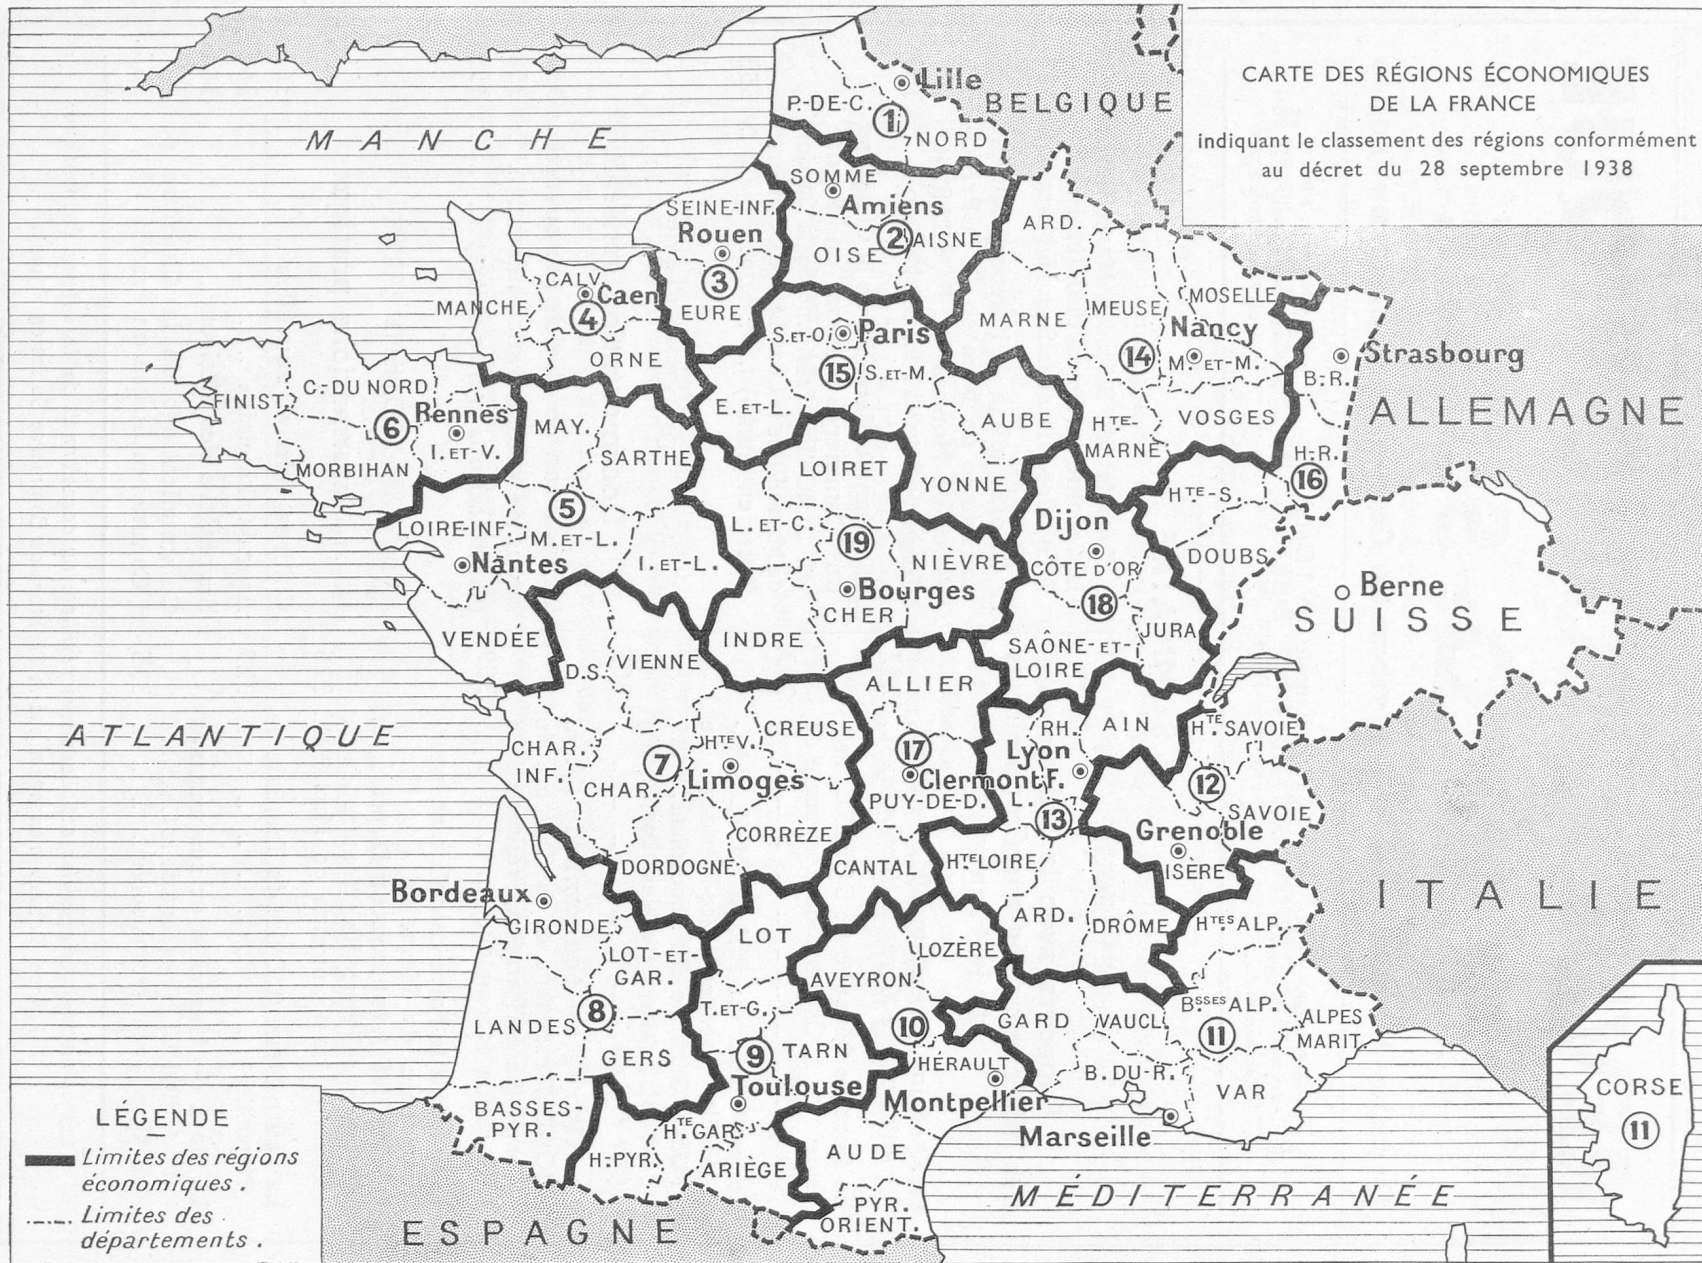 CARTE DES RÉGIONS ÉCONOMIQUES
DE LA FRANCE
indiquant le classement des régions conformément
au décret du 28 septembre 1938
MANCHE
BELGIQUE
Lille
P.-DE-C.
1
NORD
SOMME
Amiens
2
AISNE
OISE
SEINE-INF.
Rouen
3
EURE
ARD.
MARNE
MEUSE
MOSELLE
Nancy
14
M.-ET-M.
Strasbourg
B.-R.
ALLEMAGNE
VOSGES
HTE-
MARNE
H.-R.
16
CALV.
Caen
4
MANCHE
ORNE
S.ET-O.
Paris
15
S.ET-M.
E.ET-L.
AUBE
YONNE
C.-DU NORD
FINIST.
6
Rennes
I.ET-V.
MORBIHAN
MAY.
SARTHE
5
LOIRE-INF.
M.ET-L.
Nantes
I.ET-L.
VENDÉE
LOIRET
L.ET-C.
19
NIÈVRE
Bourges
CHER
INDRE
Dijon
HTE-S.
DOUBS
CÔTE D'OR
18
JURA
SAÔNE-ET-
LOIRE
Berne
SUISSE
ATLANTIQUE
D.S.
VIENNE
CHAR.
INF.
CHAR.
7
HTE V.
Limoges
CREUSE
CORRÈZE
DORDOGNE
ALLIER
17
Clermont F.
PUY-DE-D.
CANTAL
RH.
AIN
Lyon
L.
13
HTE LOIRE
ARD.
DRÔME
HTE SAVOIE
12
SAVOIE
Grenoble
ISÈRE
HTES ALP.
ITALIE
Bordeaux
GIRONDE
LOT-ET-
GAR.
LANDES
8
GERS
BASSES-
PYR.
LOT
T.ET-G.
9
TARN
Toulouse
HTE GAR.
H.-PYR.
ARIÈGE
AVEYRON
LOZÈRE
10
HÉRAULT
Montpellier
AUDE
PYR.
ORIENT.
GARD
VAUCL.
BSSES ALP.
11
ALPES
MARIT.
B.DU-R.
VAR
Marseille
MÉDITERRANÉE
ESPAGNE
CORSE
11
LÉGENDE
Limites des régions
économiques.
Limites des
départements.